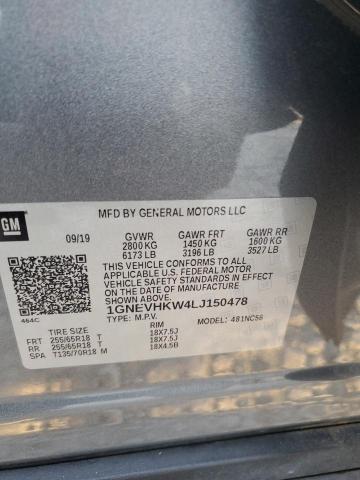 MFD BY GENERAL MOTORS LLC
GM
09/19 GVWR GAWR FRT GAWR RR
2800 KG 1450 KG 1600 KG
6173 LB 3196 LB 3527 LB
THIS VEHICLE CONFORMS TO ALL
APPLICABLE U.S. FEDERAL MOTOR
VEHICLE SAFETY STANDARDS IN
EFFECT ON THE DATE OF
MANUFACTURE SHOWN ABOVE.
1GNEVHKW4LJ150478
464C TYPE: M.P.V. MODEL: 481NC56
TIRE SIZE RIM
FRT 255/65R18 T 18X7.5J
RR 255/65R18 T 18X7.5J
SPA T135/70R18 M 18X4.5B